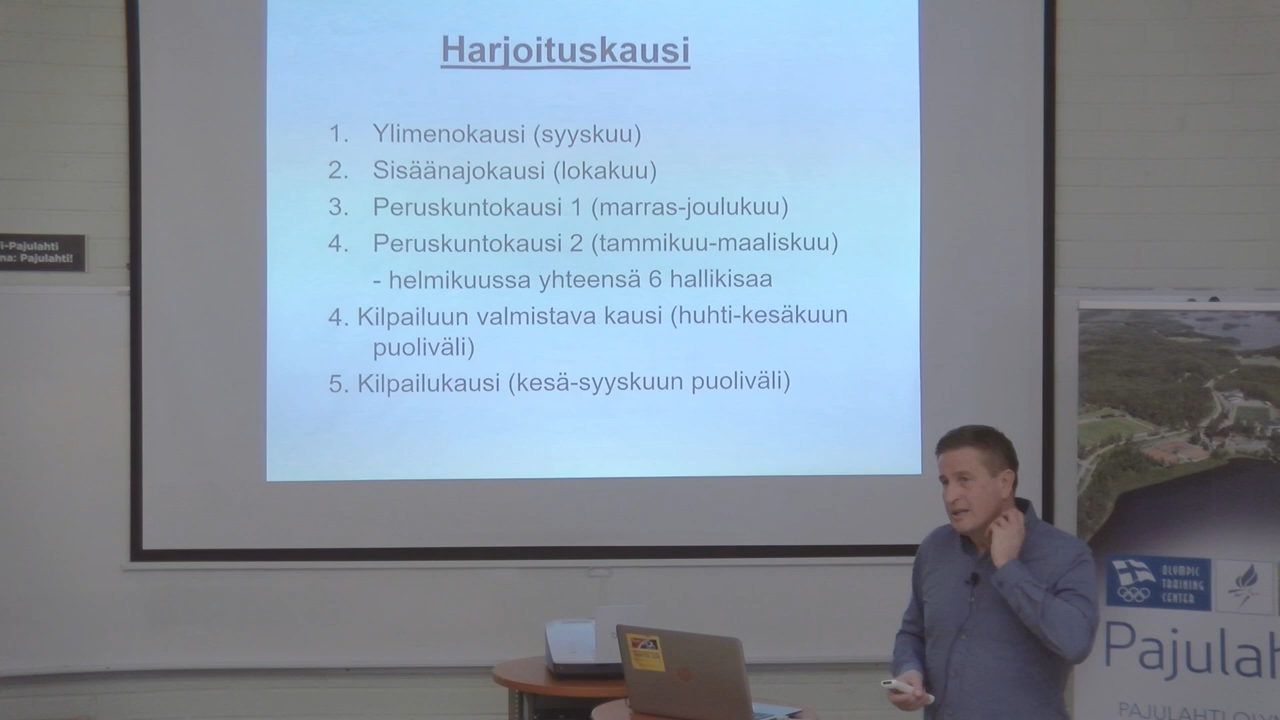 Harjoituskausi
1. Ylimenokausi (syyskuu)
2. Sisäänajokausi (lokakuu)
3. Peruskuntokausi 1 (marras-joulukuu)
4. Peruskuntokausi 2 (tammikuu-maaliskuu)
- helmikuussa yhteensä 6 hallikisaa
4. Kilpailuun valmistava kausi (huhti-kesäkuun
puoliväli)
5. Kilpailukausi (kesä-syyskuun puoliväli)
i-Pajulahti
na: Pajulahti!
OLYMPIC
TRAINING
CENTER
Pajulah
PAJULAHTI OLY